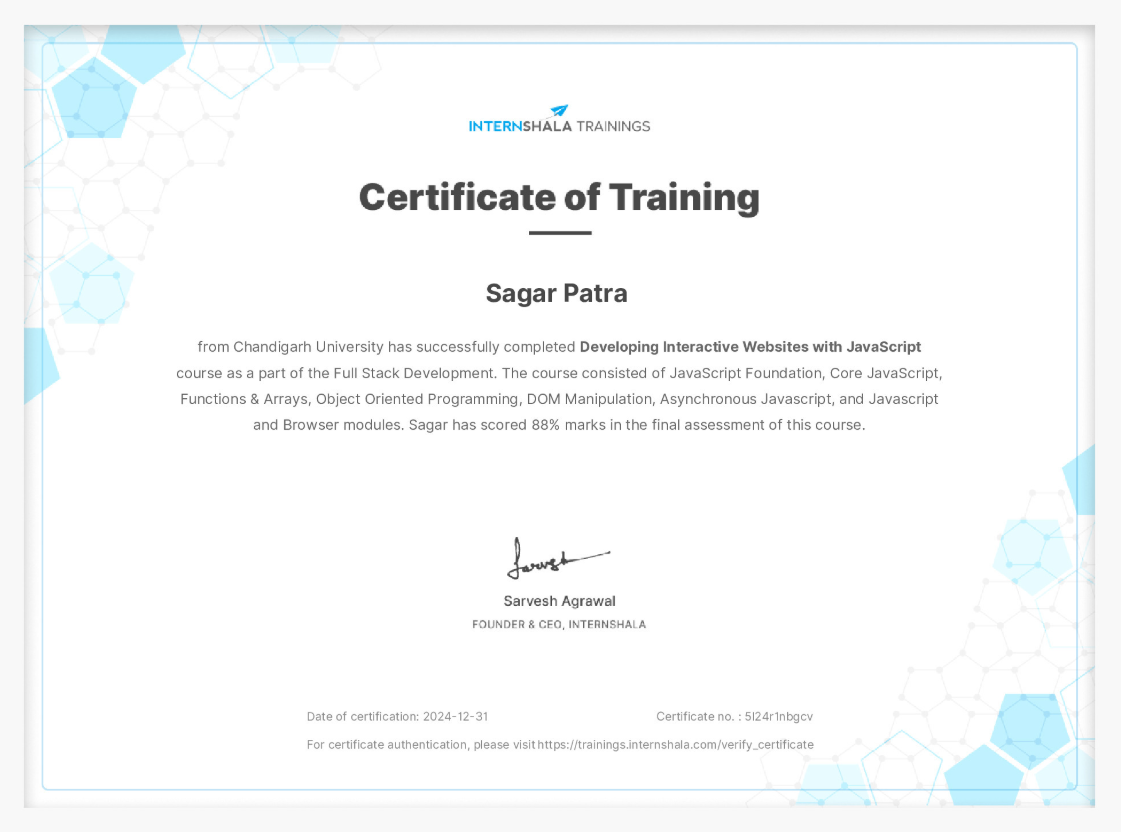 INTERNSHALA TRAININGS
Certificate of Training
Sagar Patra
from Chandigarh University has successfully completed Developing Interactive Websites with JavaScript
course as a part of the Full Stack Development. The course consisted of JavaScript Foundation, Core JavaScript,
Functions & Arrays, Object Oriented Programming, DOM Manipulation, Asynchronous Javascript, and Javascript
and Browser modules. Sagar has scored 88% marks in the final assessment of this course.
Sarvesh
Sarvesh Agrawal
FOUNDER & CEO, INTERNSHALA
Date of certification: 2024-12-31 Certificate no. : 5l24r1nbgcv
For certificate authentication, please visit https://trainings.internshala.com/verify_certificate